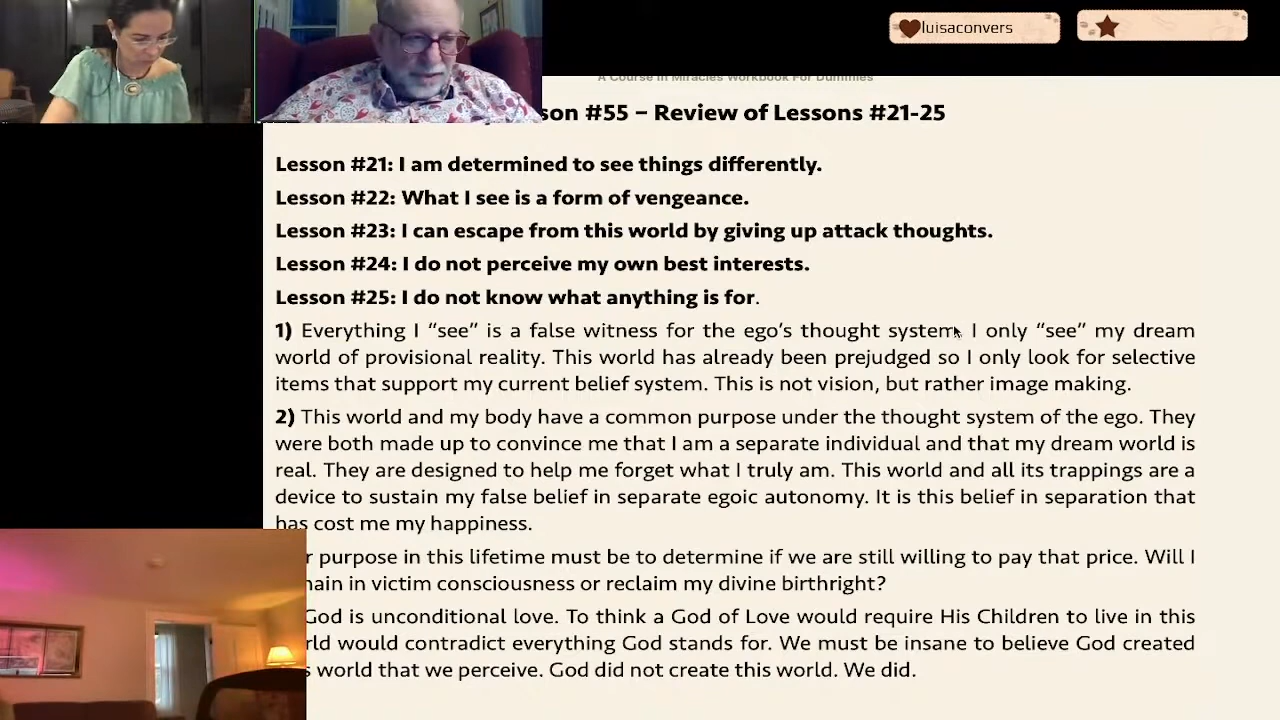 luisaconvers
A Course in Miracles Workbook For Dummies
son #55 – Review of Lessons #21-25
Lesson #21: I am determined to see things differently.
Lesson #22: What I see is a form of vengeance.
Lesson #23: I can escape from this world by giving up attack thoughts.
Lesson #24: I do not perceive my own best interests.
Lesson #25: I do not know what anything is for.
1) Everything I “see” is a false witness for the ego’s thought system. I only “see” my dream
world of provisional reality. This world has already been prejudged so I only look for selective
items that support my current belief system. This is not vision, but rather image making.
2) This world and my body have a common purpose under the thought system of the ego. They
were both made up to convince me that I am a separate individual and that my dream world is
real. They are designed to help me forget what I truly am. This world and all its trappings are a
device to sustain my false belief in separate egoic autonomy. It is this belief in separation that
has cost me my happiness.
r purpose in this lifetime must be to determine if we are still willing to pay that price. Will I
ain in victim consciousness or reclaim my divine birthright?
God is unconditional love. To think a God of Love would require His Children to live in this
rld would contradict everything God stands for. We must be insane to believe God created
s world that we perceive. God did not create this world. We did.